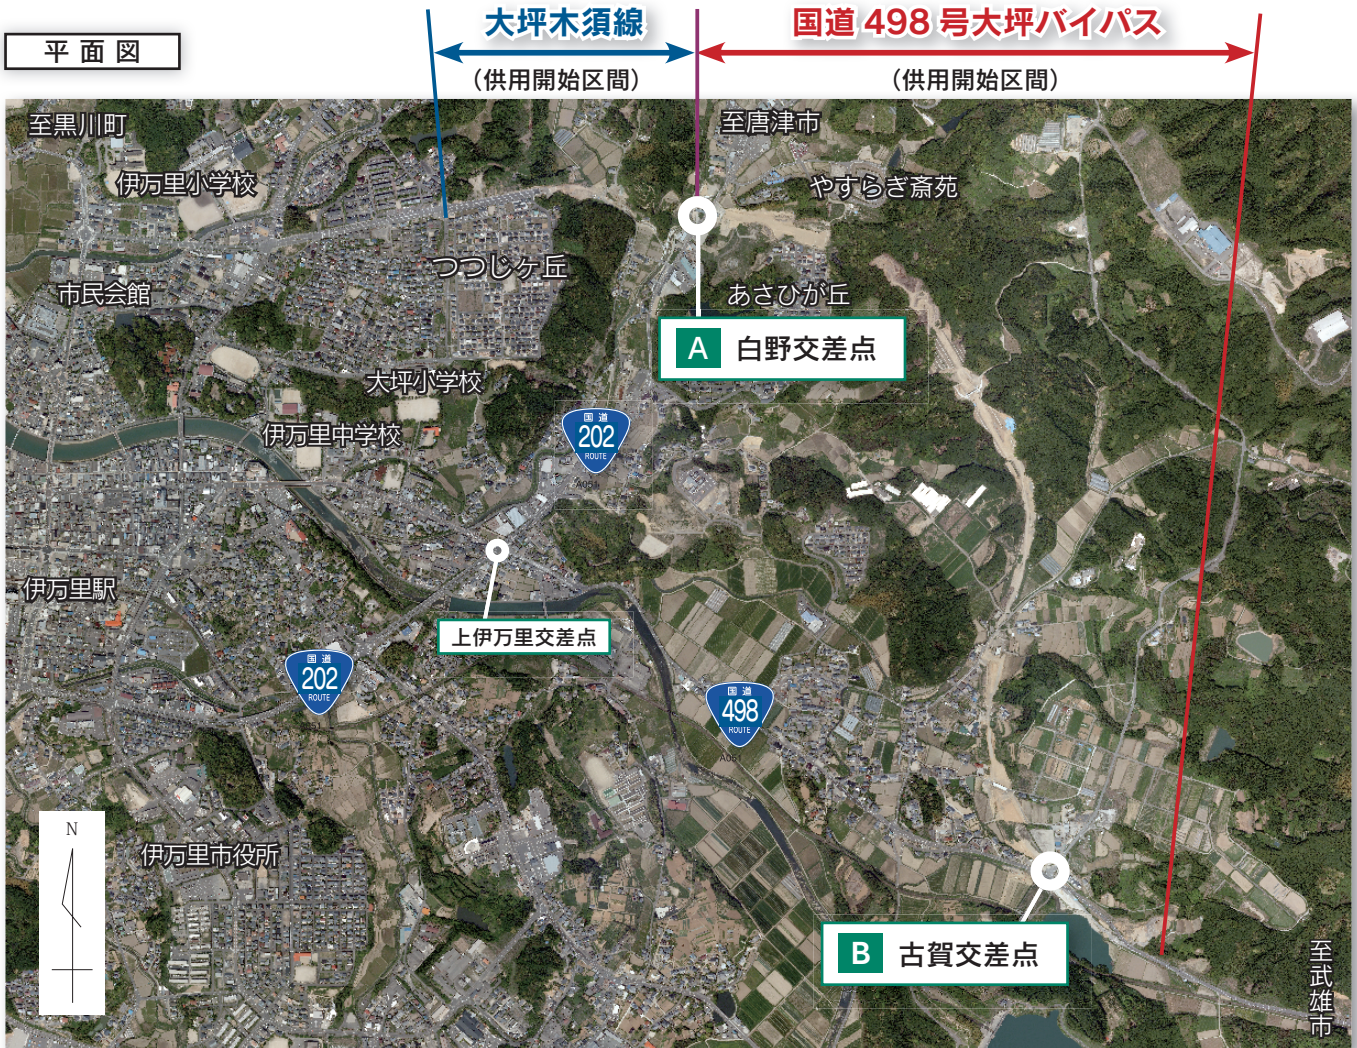 平面図
大坪木須線
(供用開始区間)
国道498号大坪バイパス
(供用開始区間)
至黒川町
至唐津市
伊万里小学校
やすらぎ斎苑
つつじヶ丘
市民会館
あさひが丘
A 白野交差点
大坪小学校
国道
202
ROUTE
伊万里中学校
伊万里駅
上伊万里交差点
国道
202
ROUTE
国道
498
ROUTE
N
伊万里市役所
B 古賀交差点
至武雄市